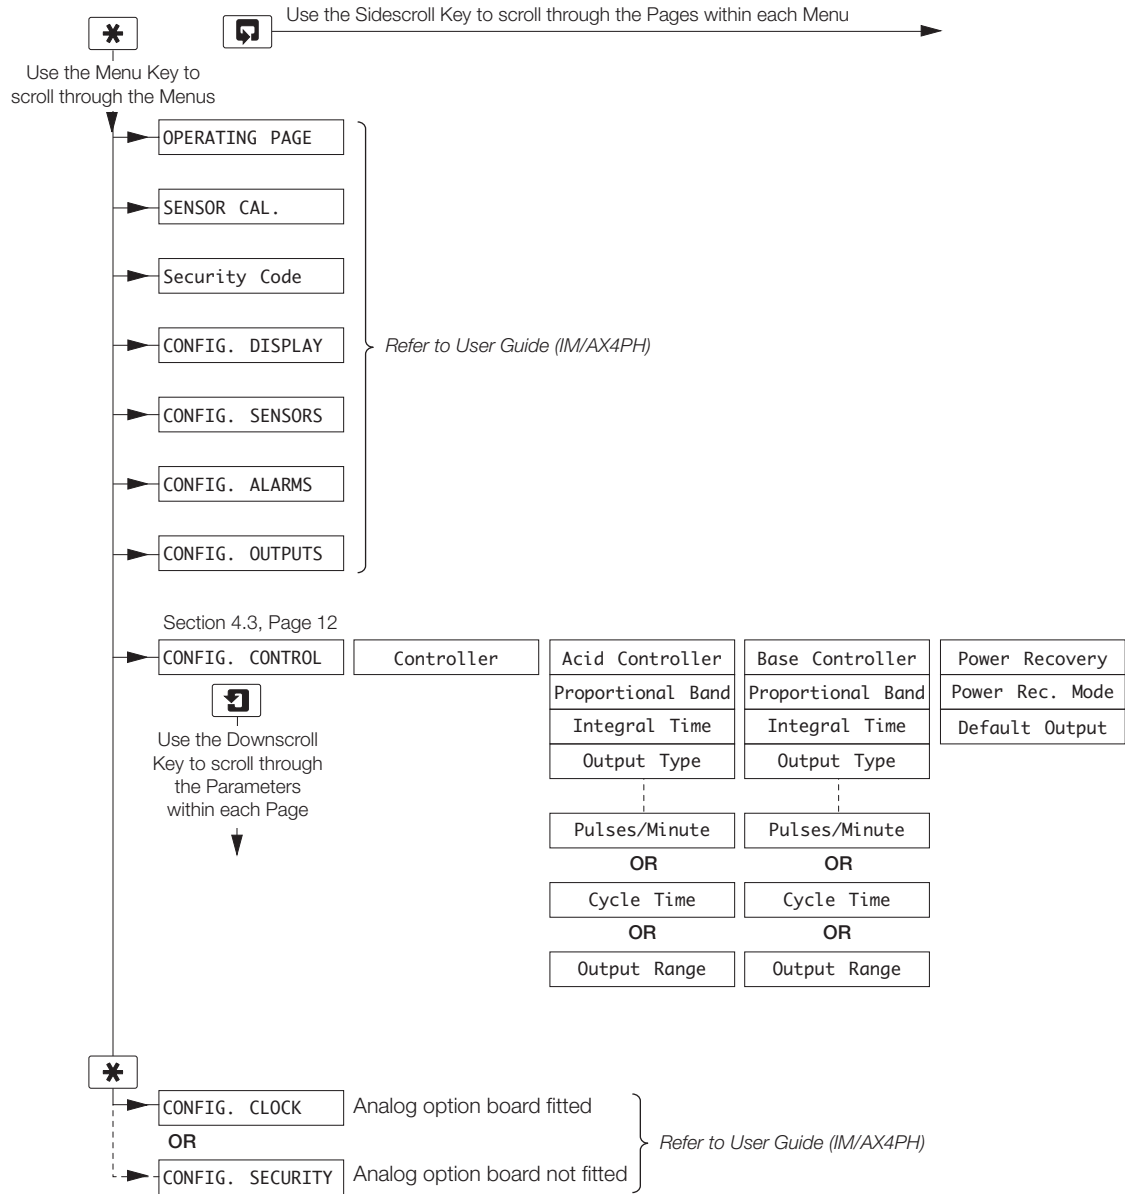 Use the Sidescroll Key to scroll through the Pages within each Menu
Use the Menu Key to
scroll through the Menus
OPERATING PAGE
SENSOR CAL.
Security Code
CONFIG. DISPLAY
Refer to User Guide (IM/AX4PH)
CONFIG. SENSORS
CONFIG. ALARMS
CONFIG. OUTPUTS
Section 4.3, Page 12
CONFIG. CONTROL
Controller
Acid Controller
Base Controller
Power Recovery
Proportional Band
Proportional Band
Power Rec. Mode
Integral Time
Integral Time
Default Output
Output Type
Output Type
Use the Downscroll
Key to scroll through
the Parameters
within each Page
Pulses/Minute
Pulses/Minute
OR
OR
Cycle Time
Cycle Time
OR
OR
Output Range
Output Range
CONFIG. CLOCK
Analog option board fitted
OR
Refer to User Guide (IM/AX4PH)
CONFIG. SECURITY
Analog option board not fitted